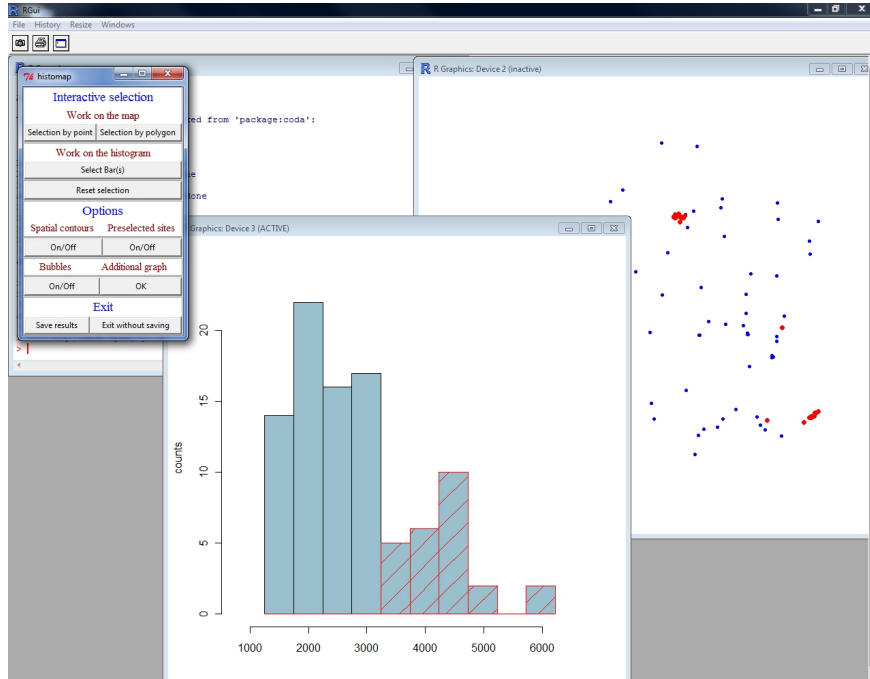 RGui
File History Resize Windows
histomap
Interactive selection
Work on the map
Selection by point Selection by polygon
Work on the histogram
Select Bar(s)
Reset selection
Options
Spatial contours Preselected sites
On/Off On/Off
Bubbles Additional graph
On/Off OK
Exit
Save results Exit without saving
from 'package:coda':
>
R Graphics: Device 2 (inactive)
Graphics: Device 3 (ACTIVE)
counts
0 5 10 15 20
1000 2000 3000 4000 5000 6000